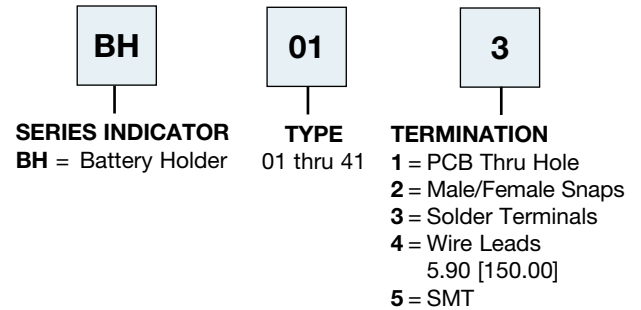 BH
01
3
SERIES INDICATOR
BH = Battery Holder
TYPE
01 thru 41
TERMINATION
1 = PCB Thru Hole
2 = Male/Female Snaps
3 = Solder Terminals
4 = Wire Leads
5.90 [150.00]
5 = SMT